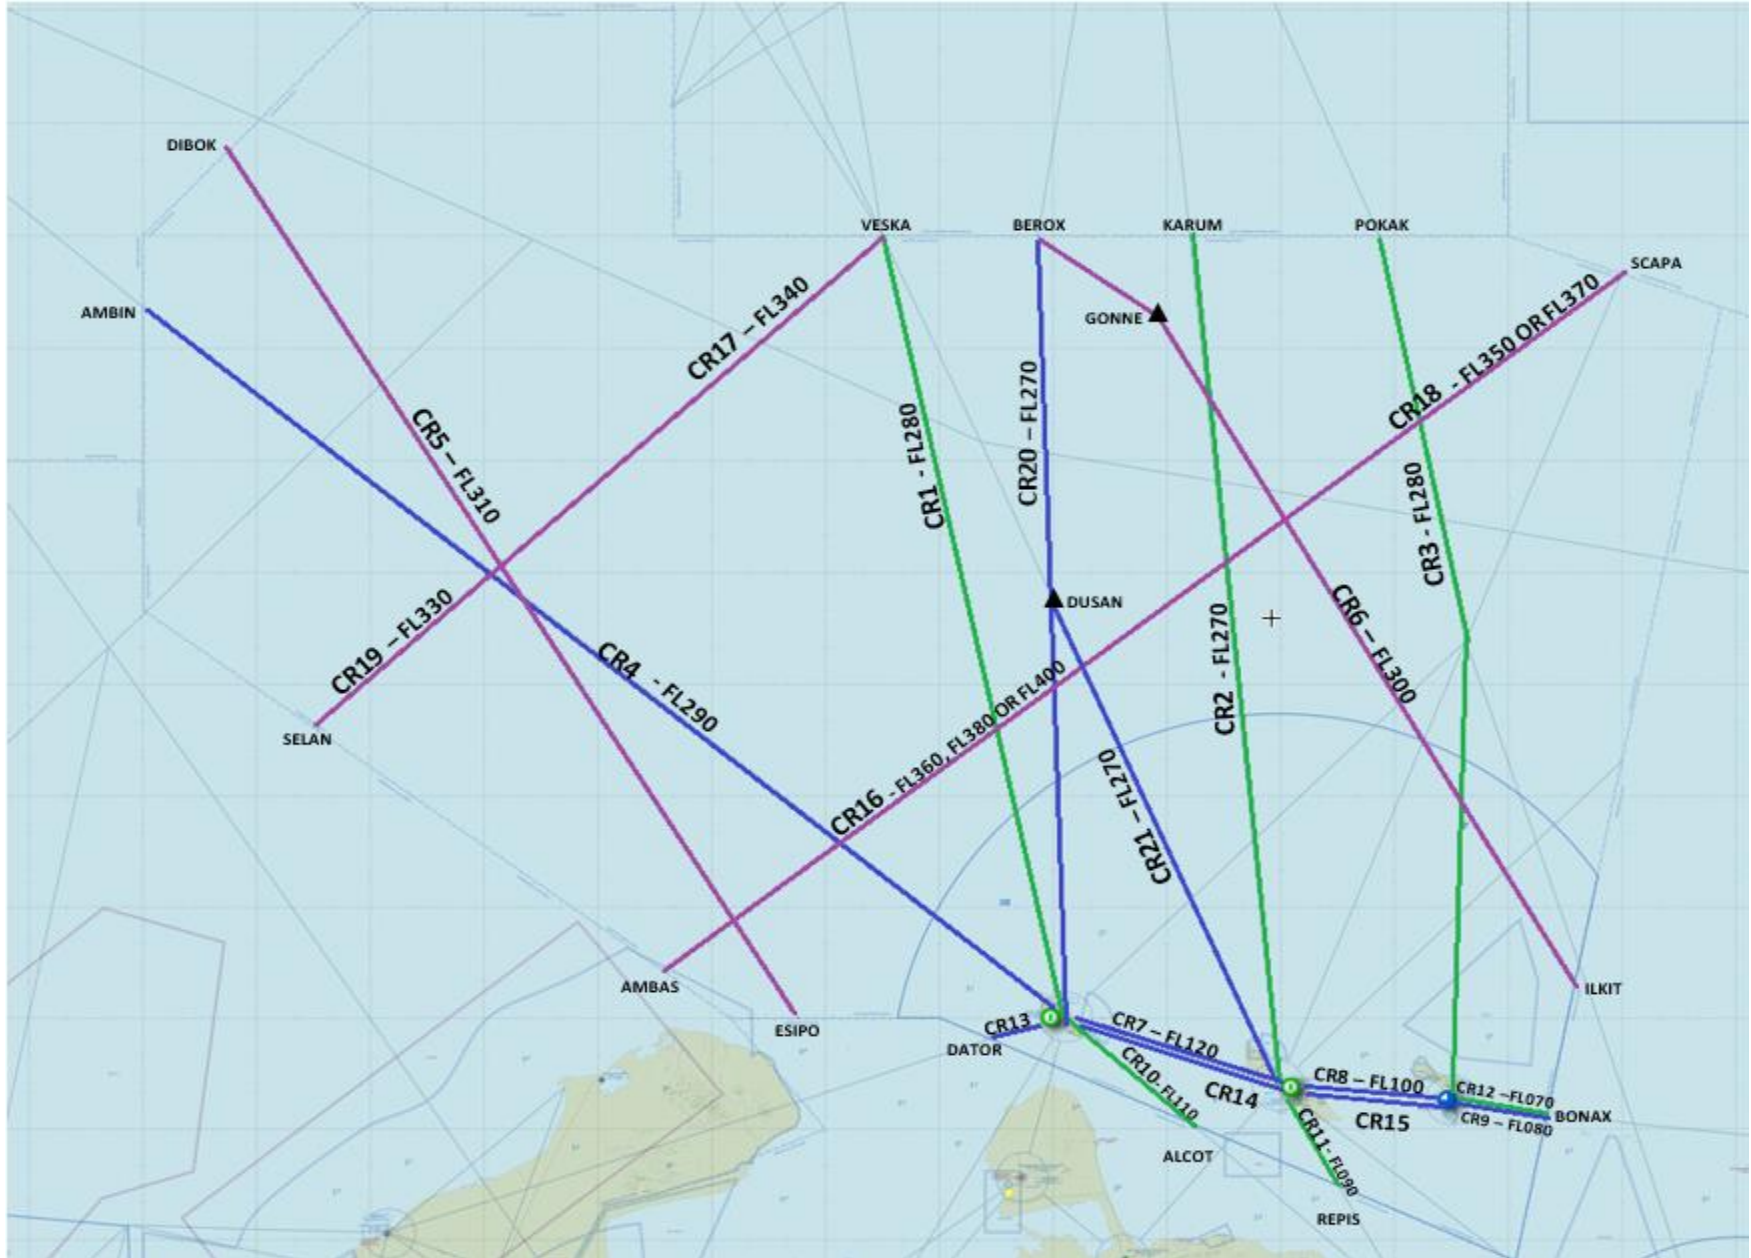 DIBOK
VESKA
BEROX
KARUM
POKAK
SCAPA
AMBIN
GONNE
CR17 – FL340
CR18 - FL350 OR FL370
CR5 – FL310
CR1 - FL280
CR20 – FL270
CR3 - FL280
DUSAN
CR19 – FL330
CR4 - FL290
CR2 - FL270
CR6 – FL300
SELAN
CR16 - FL360, FL380 OR FL400
CR21 – FL270
AMBAS
ILKIT
ESIPO
CR13
DATOR
CR7 – FL120
CR10- FL110
CR14
CR8 – FL100
CR12 –FL070
CR9 – FL080
BONAX
CR15
CR11- FL090
ALCOT
REPIS